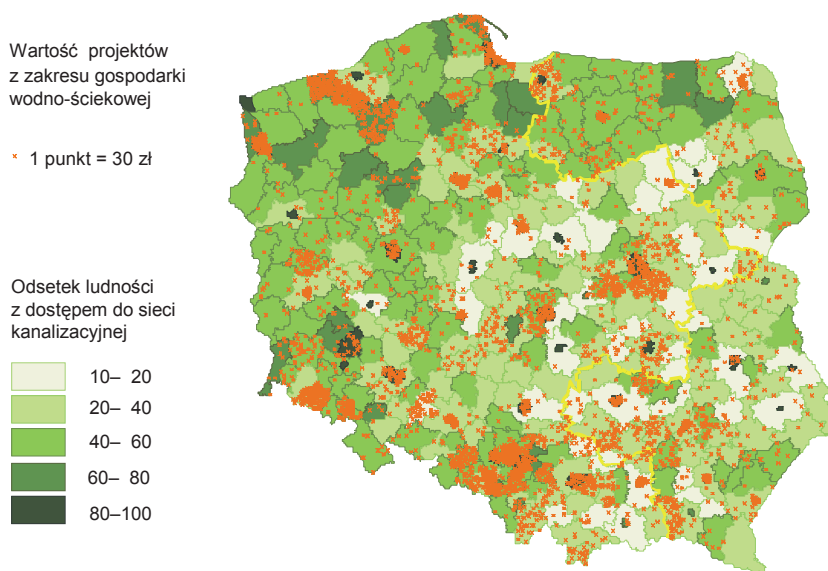 Wartość projektów
z zakresu gospodarki
wodno-ściekowej
1 punkt = 30 zł
Odsetek ludności
z dostępem do sieci
kanalizacyjnej
10– 20
20– 40
40– 60
60– 80
80–100